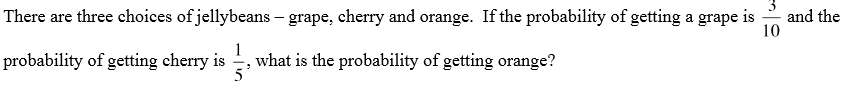 There are three choices of jellybeans – grape, cherry and orange. If the probability of getting a grape is 3/10 and the
probability of getting cherry is 1/5, what is the probability of getting orange?